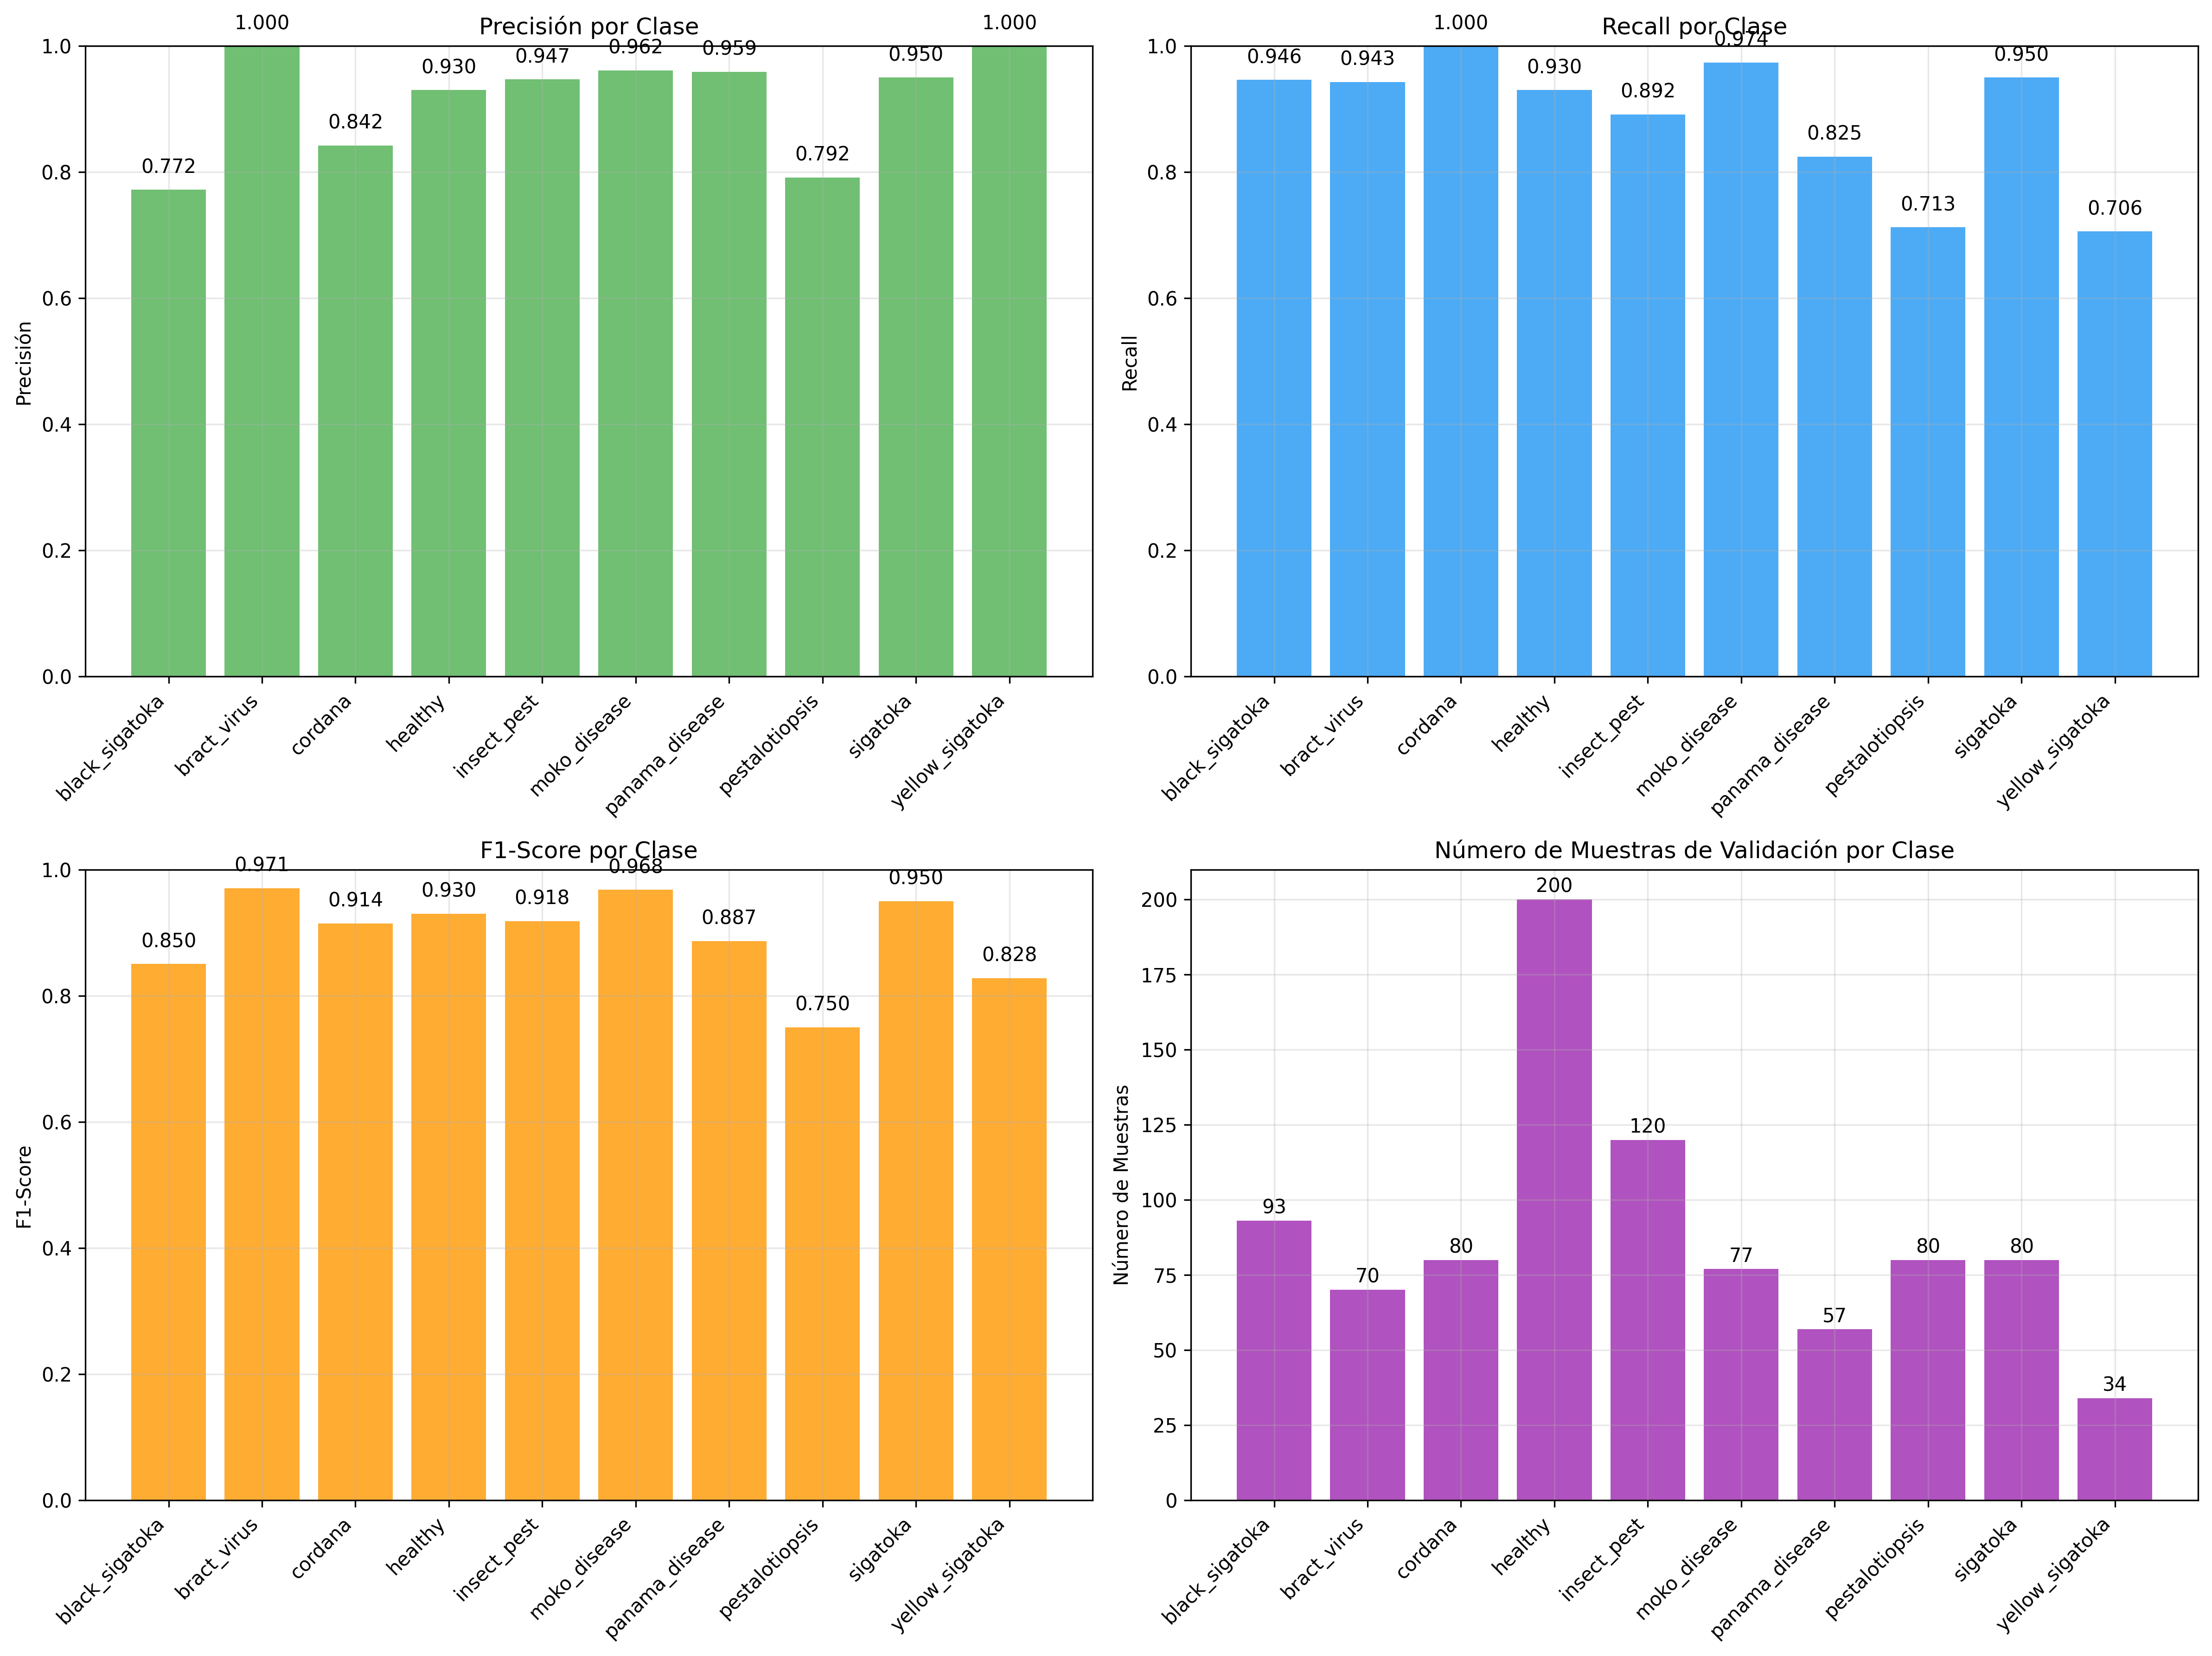 Precisión por Clase
1.000
1.000
0.772
0.842
0.930
0.947
0.962
0.959
0.792
0.950
1.0
0.8
0.6
0.4
0.2
0.0
Precisión
black_sigatoka
bract_virus
cordana
healthy
insect_pest
moko_disease
panama_disease
pestalotiopsis
sigatoka
yellow_sigatoka
Recall por Clase
0.946
0.943
1.000
0.930
0.892
0.974
0.825
0.713
0.950
0.706
1.0
0.8
0.6
0.4
0.2
0.0
Recall
black_sigatoka
bract_virus
cordana
healthy
insect_pest
moko_disease
panama_disease
pestalotiopsis
sigatoka
yellow_sigatoka
F1-Score por Clase
0.850
0.971
0.914
0.930
0.918
0.968
0.887
0.750
0.950
0.828
1.0
0.8
0.6
0.4
0.2
0.0
F1-Score
black_sigatoka
bract_virus
cordana
healthy
insect_pest
moko_disease
panama_disease
pestalotiopsis
sigatoka
yellow_sigatoka
Número de Muestras de Validación por Clase
93
70
80
200
120
77
57
80
80
34
200
175
150
125
100
75
50
25
0
Número de Muestras
black_sigatoka
bract_virus
cordana
healthy
insect_pest
moko_disease
panama_disease
pestalotiopsis
sigatoka
yellow_sigatoka